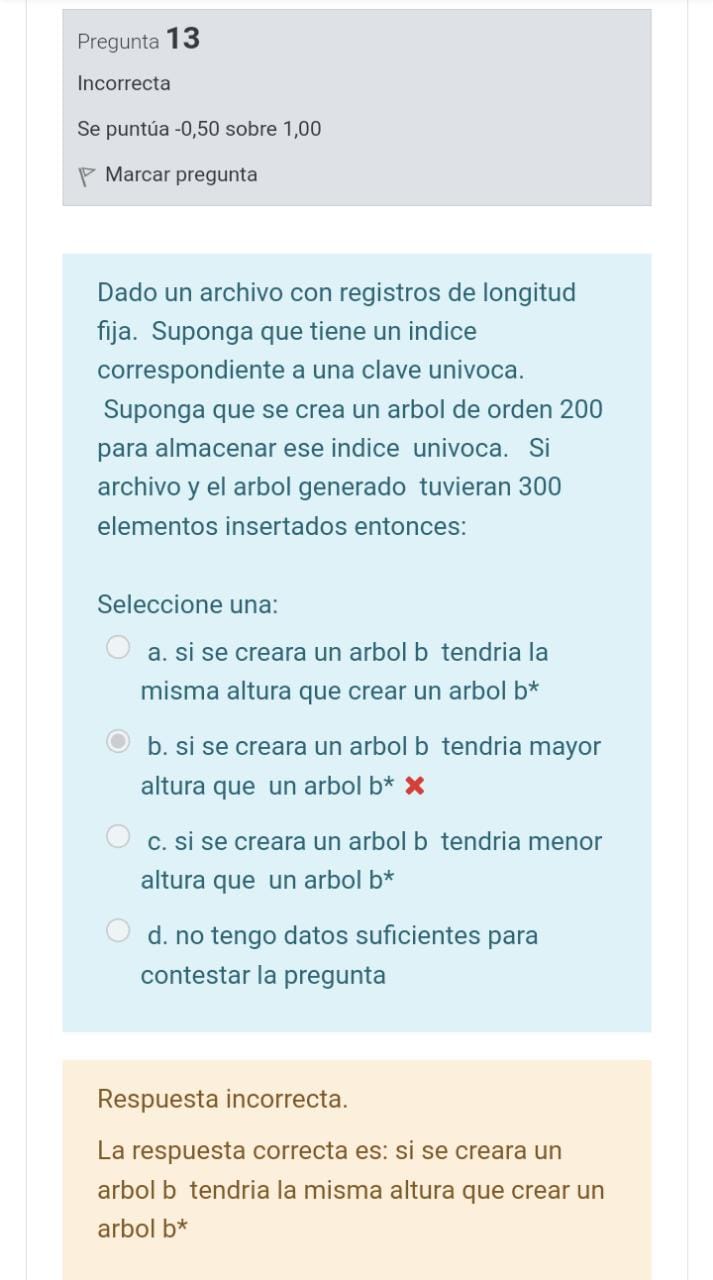 Pregunta 13
Incorrecta
Se puntúa -0,50 sobre 1,00
Marcar pregunta
Dado un archivo con registros de longitud
fija. Suponga que tiene un indice
correspondiente a una clave univoca.
Suponga que se crea un arbol de orden 200
para almacenar ese indice univoca. Si
archivo y el arbol generado tuvieran 300
elementos insertados entonces:
Seleccione una:
a. si se creara un arbol b tendria la
misma altura que crear un arbol b*
b. si se creara un arbol b tendria mayor
altura que un arbol b*
c. si se creara un arbol b tendria menor
altura que un arbol b*
d. no tengo datos suficientes para
contestar la pregunta
Respuesta incorrecta.
La respuesta correcta es: si se creara un
arbol b tendria la misma altura que crear un
arbol b*